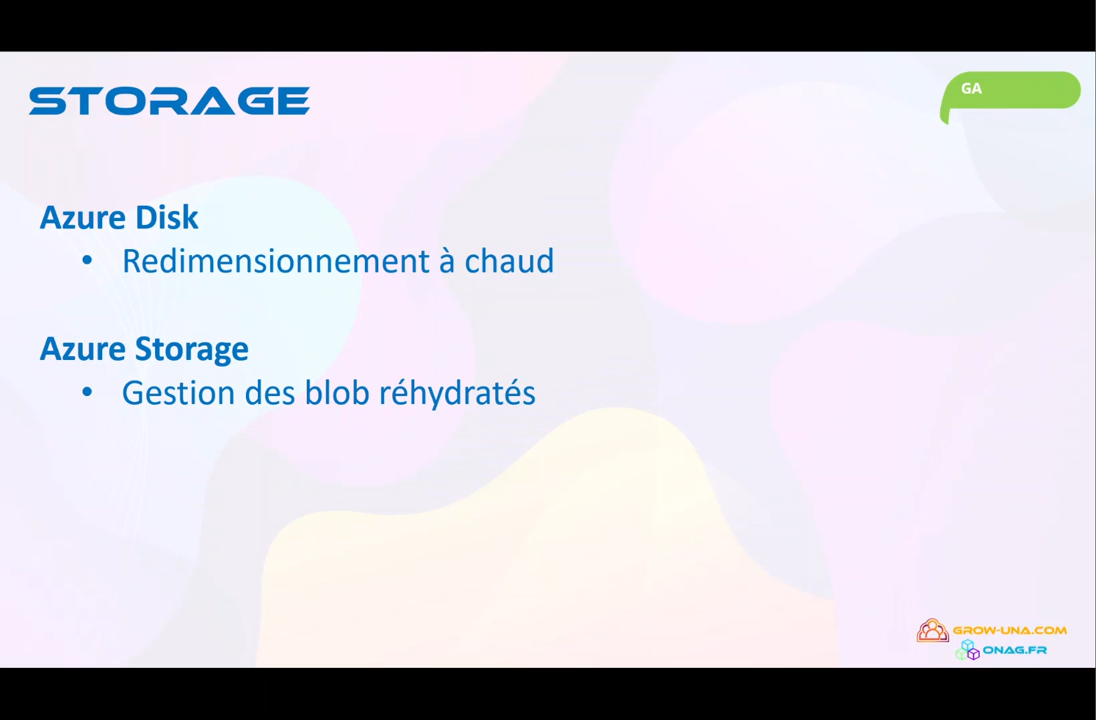 STORAGE
GA
Azure Disk
• Redimensionnement à chaud
Azure Storage
• Gestion des blob réhydratés
GROW-UNA.COM
ONAG.FR